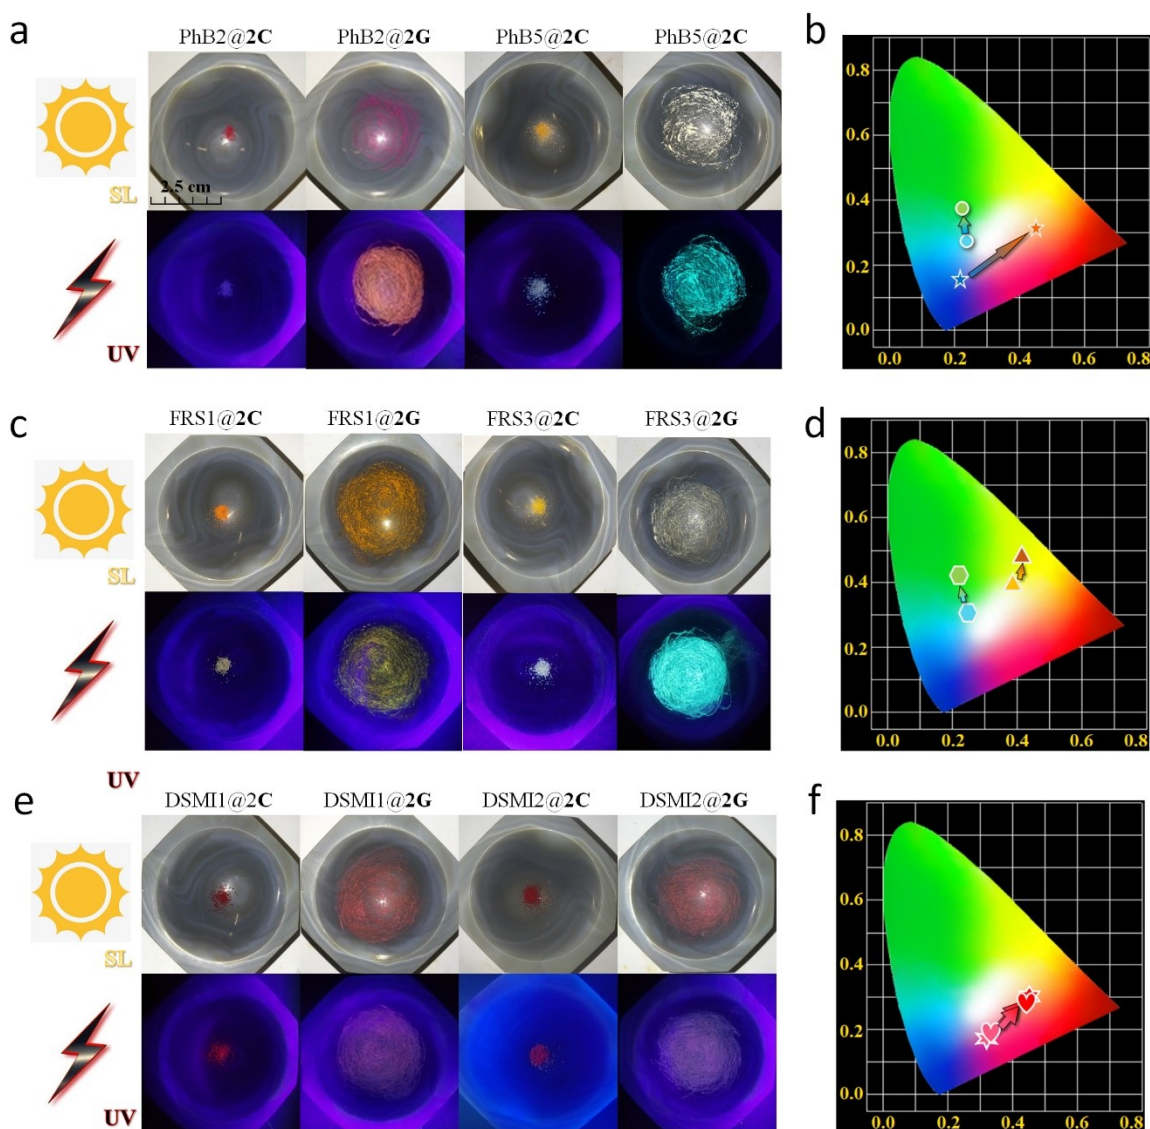 a
PhB2@2C PhB2@2G PhB5@2C PhB5@2C
SL
2.5 cm
UV
b
0.8
0.6
0.4
0.2
0.0
0.0 0.2 0.4 0.6 0.8
c
FRS1@2C FRS1@2G FRS3@2C FRS3@2G
SL
UV
d
0.8
0.6
0.4
0.2
0.0
0.0 0.2 0.4 0.6 0.8
e
DSMI1@2C DSMI1@2G DSMI2@2C DSMI2@2G
SL
UV
f
0.8
0.6
0.4
0.2
0.0
0.0 0.2 0.4 0.6 0.8